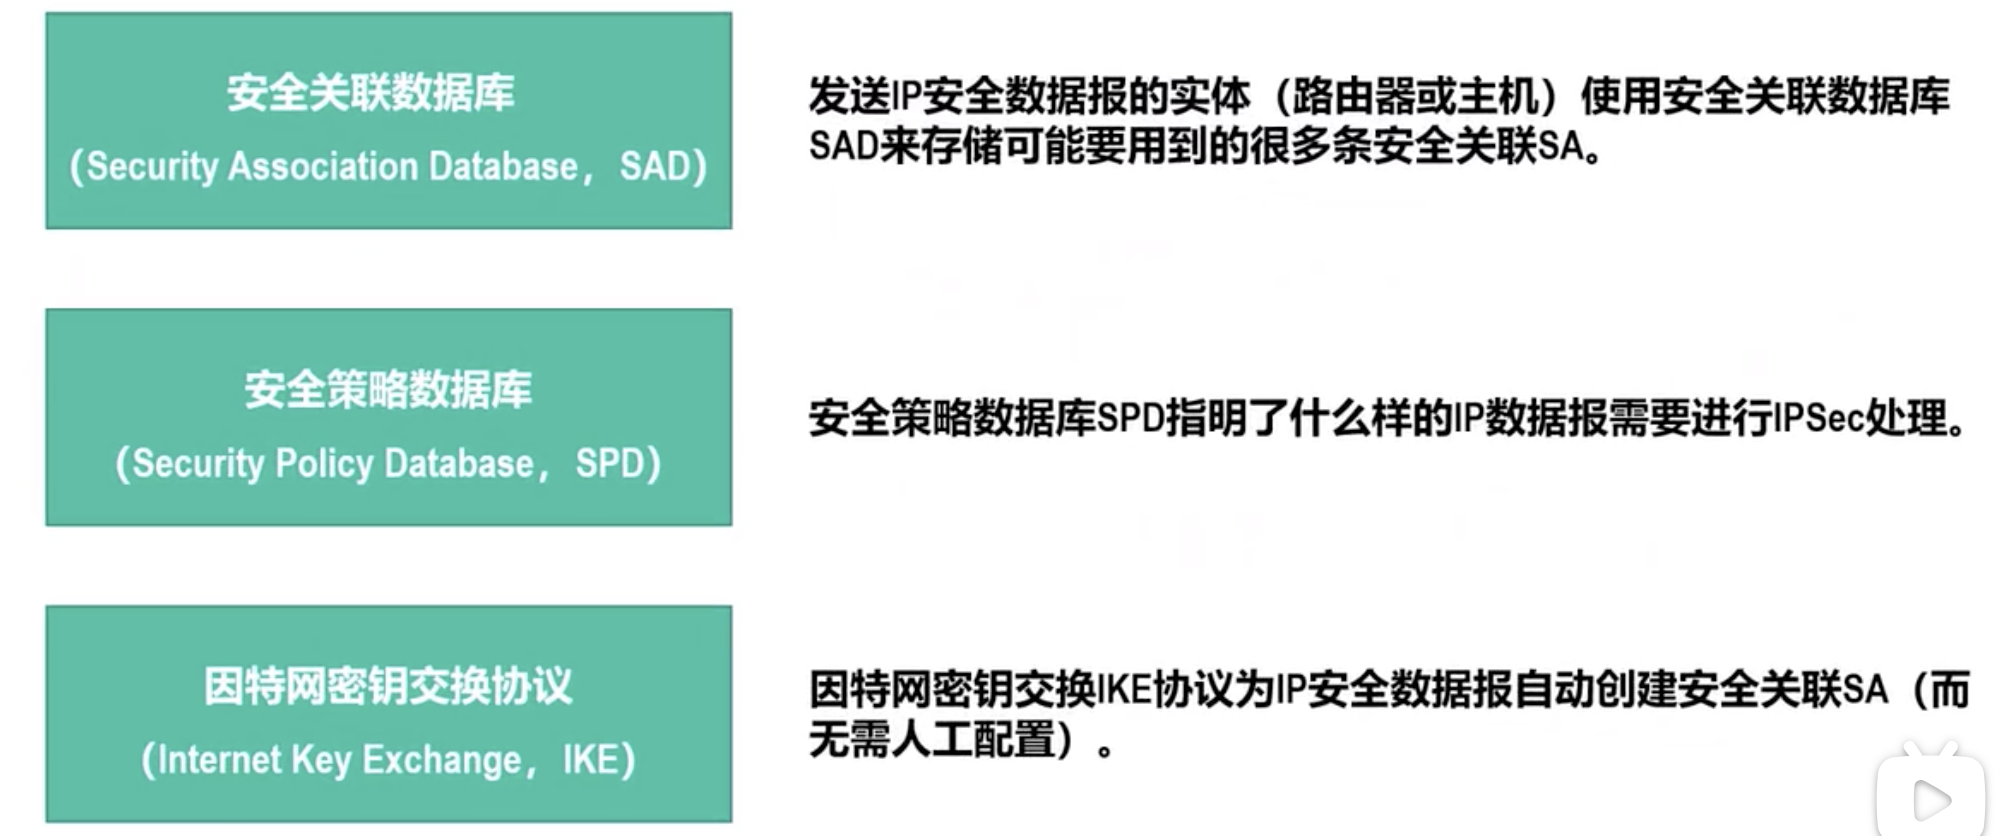 安全关联数据库
（Security Association Database，SAD）
发送IP安全数据报的实体（路由器或主机）使用安全关联数据库
SAD来存储可能要用到的很多条安全关联SA。
安全策略数据库
（Security Policy Database，SPD）
安全策略数据库SPD指明了什么样的IP数据报需要进行IPSec处理。
因特网密钥交换协议
（Internet Key Exchange，IKE）
因特网密钥交换IKE协议为IP安全数据报自动创建安全关联SA（而
无需人工配置）。